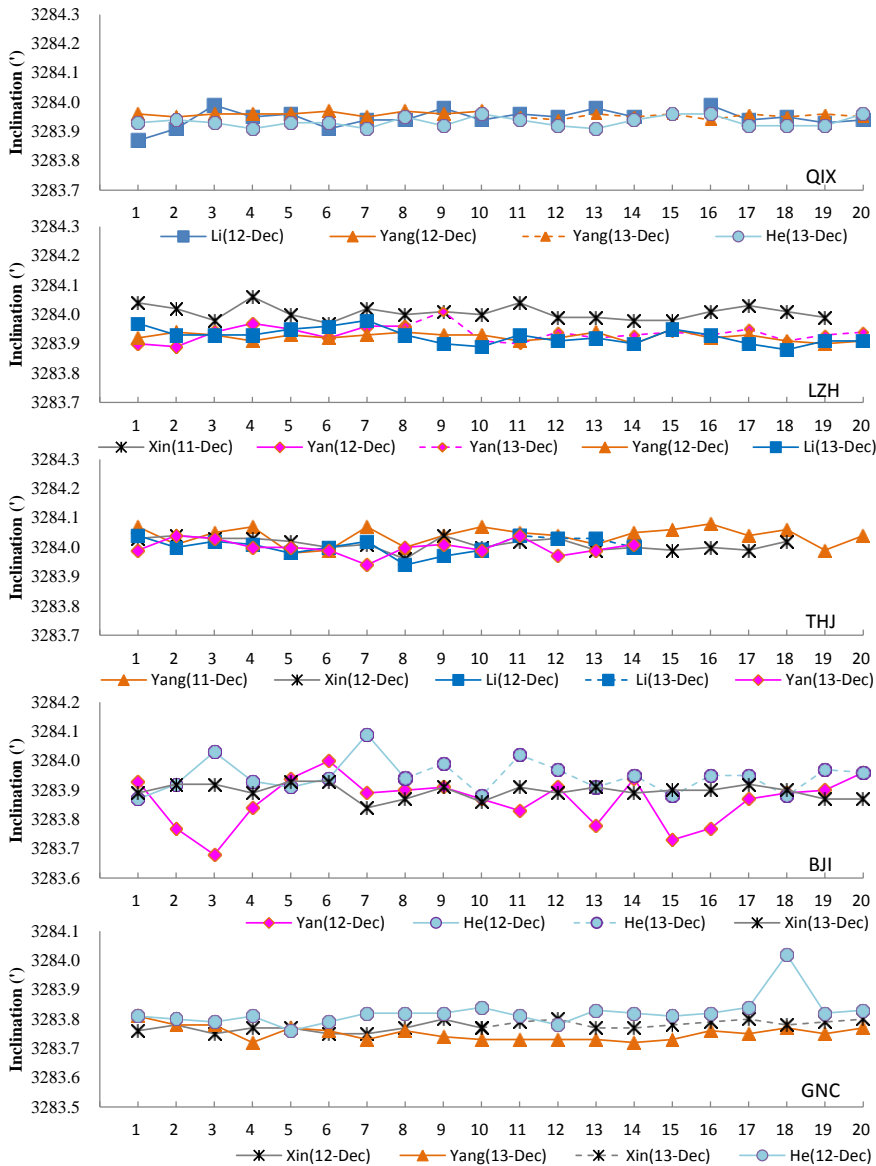 3284.3
3284.2
3284.1
3284.0
3283.9
3283.8
3283.7
Inclination (')
QIX
1 2 3 4 5 6 7 8 9 10 11 12 13 14 15 16 17 18 19 20
Li(12-Dec) Yang(12-Dec) Yang(13-Dec) He(13-Dec)
3284.3
3284.2
3284.1
3284.0
3283.9
3283.8
3283.7
Inclination (')
LZH
1 2 3 4 5 6 7 8 9 10 11 12 13 14 15 16 17 18 19 20
Xin(11-Dec) Yan(12-Dec) Yan(13-Dec) Yang(12-Dec) Li(13-Dec)
3284.3
3284.2
3284.1
3284.0
3283.9
3283.8
3283.7
Inclination (')
THJ
1 2 3 4 5 6 7 8 9 10 11 12 13 14 15 16 17 18 19 20
Yang(11-Dec) Xin(12-Dec) Li(12-Dec) Li(13-Dec) Yan(13-Dec)
3284.2
3284.1
3284.0
3283.9
3283.8
3283.7
3283.6
Inclination (')
BJI
1 2 3 4 5 6 7 8 9 10 11 12 13 14 15 16 17 18 19 20
Yan(12-Dec) He(12-Dec) He(13-Dec) Xin(13-Dec)
3284.1
3284.0
3283.9
3283.8
3283.7
3283.6
3283.5
Inclination (')
GNC
1 2 3 4 5 6 7 8 9 10 11 12 13 14 15 16 17 18 19 20
Xin(12-Dec) Yang(13-Dec) Xin(13-Dec) He(12-Dec)